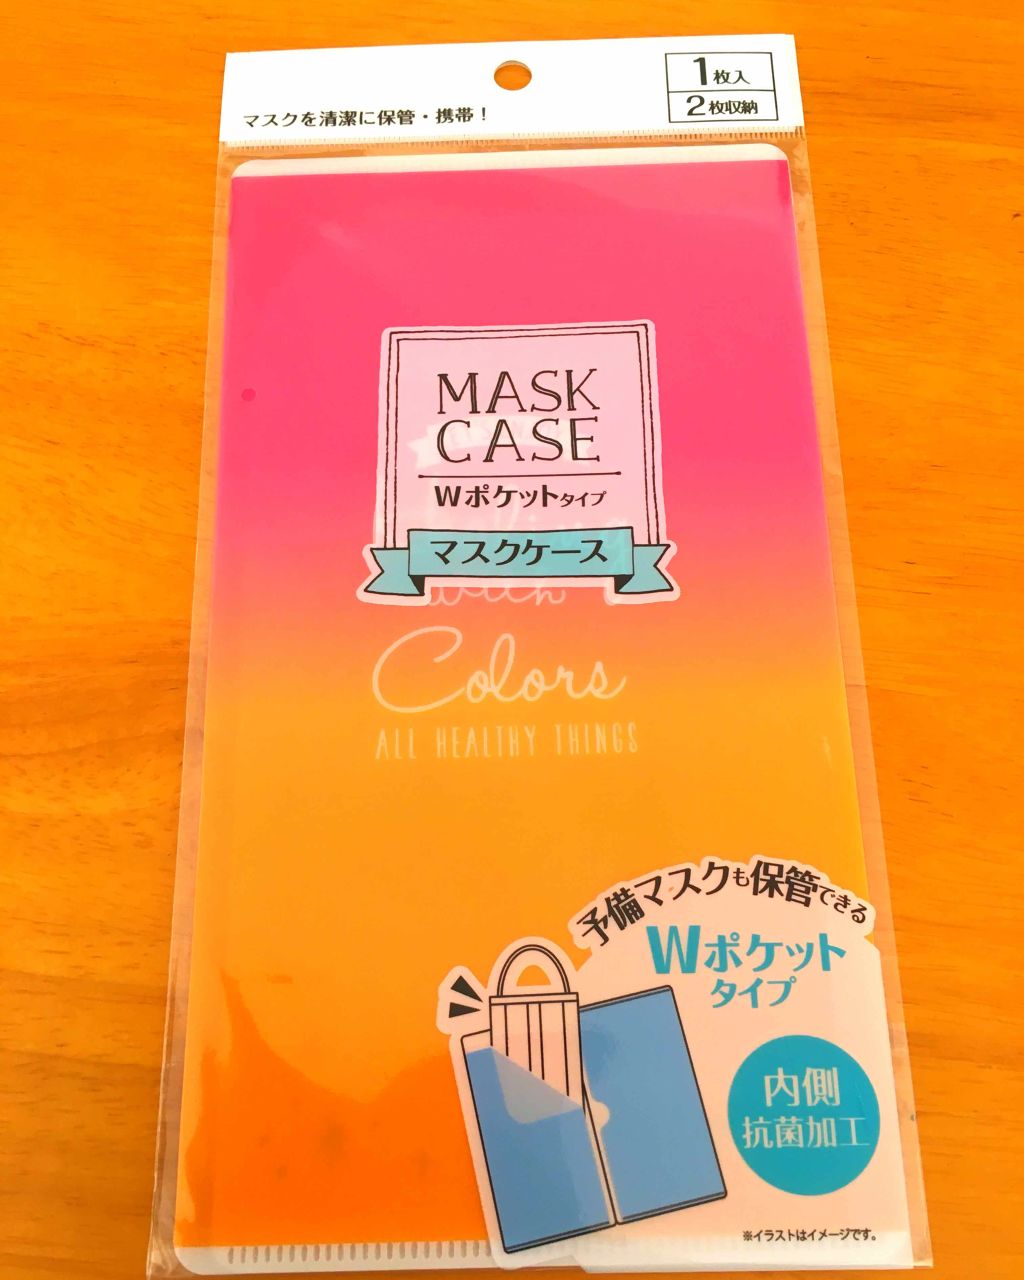 マスクを清潔に保管・携帯！
1枚入
2枚収納
MASK
CASE
Wポケットタイプ
マスクケース
with
Colors
ALL HEALTHY THINGS
予備マスクも保管できる
Wポケット
タイプ
内側
抗菌加工
※イラストはイメージです。